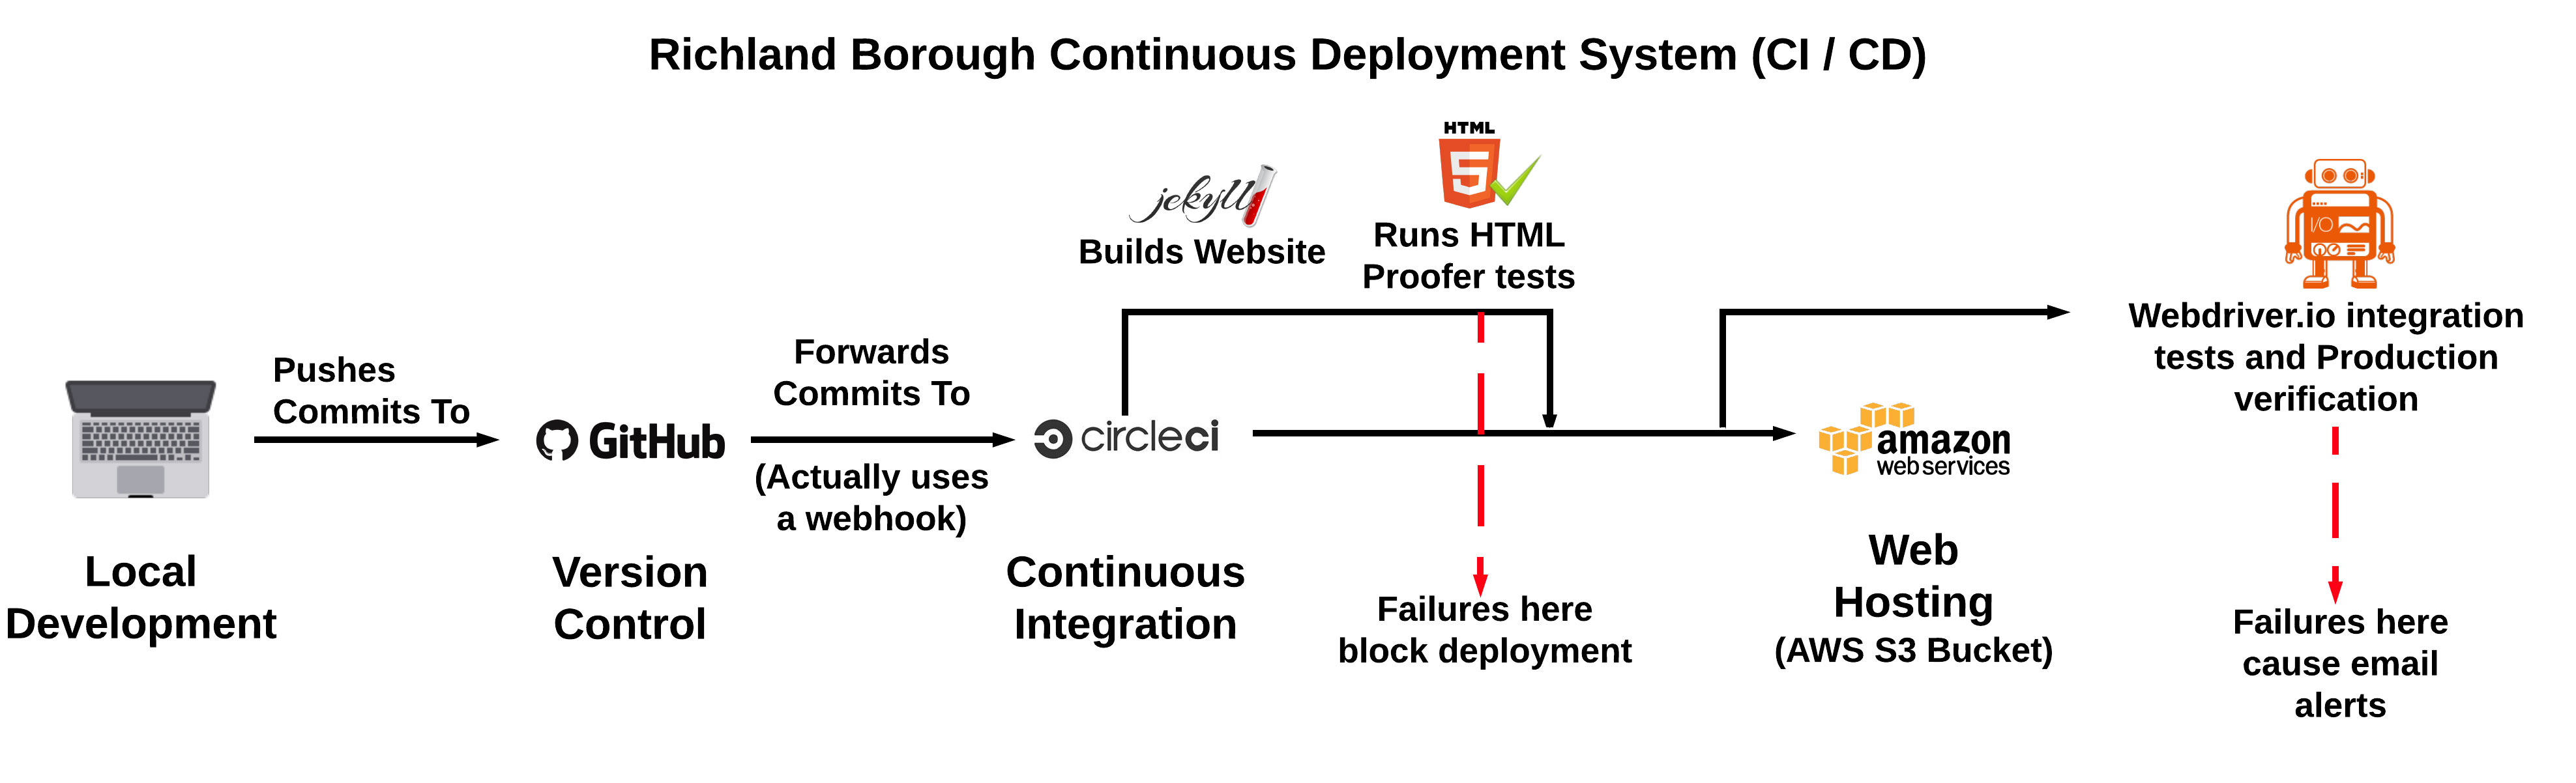 Richland Borough Continuous Deployment System (CI / CD)
HTML
5
jekyll
Builds Website
Runs HTML
Proofer tests
I/O
Webdriver.io integration
tests and Production
verification
Pushes
Commits To
Forwards
Commits To
GitHub
circleci
amazon
webservices
(Actually uses
a webhook)
Local
Development
Version
Control
Continuous
Integration
Failures here
block deployment
Web
Hosting
(AWS S3 Bucket)
Failures here
cause email
alerts